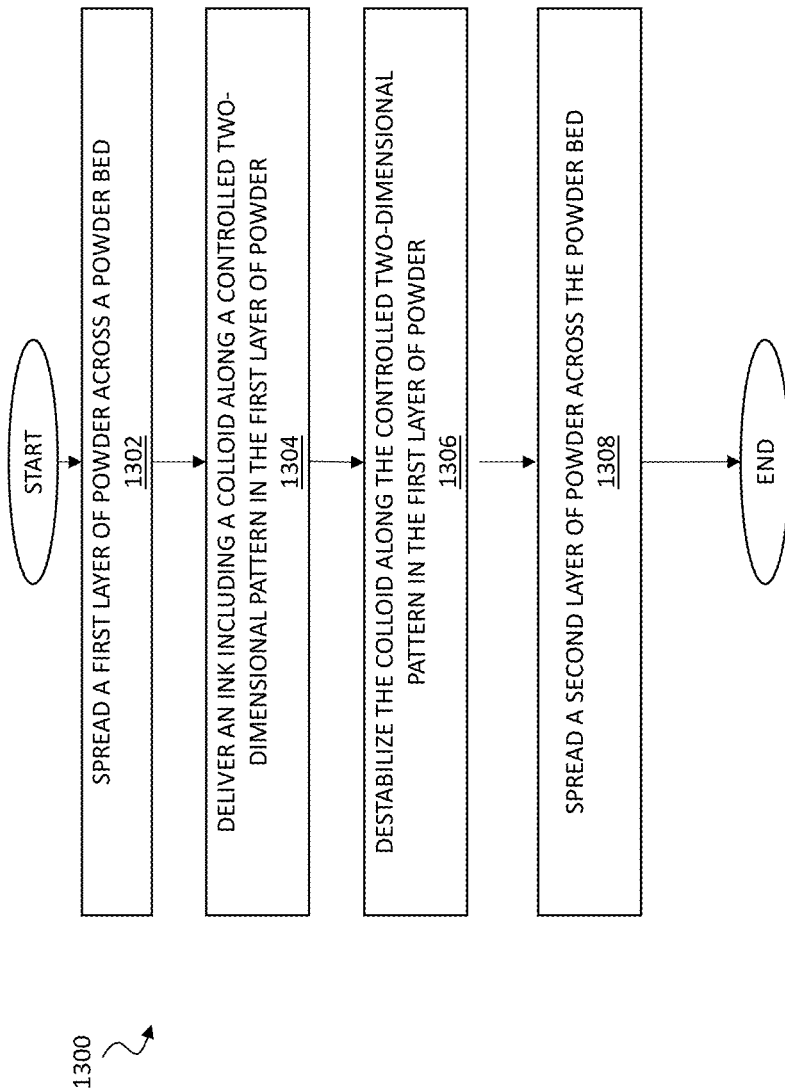 1300
START
SPREAD A FIRST LAYER OF POWDER ACROSS A POWDER BED
1302
DELIVER AN INK INCLUDING A COLLOID ALONG A CONTROLLED TWO-
DIMENSIONAL PATTERN IN THE FIRST LAYER OF POWDER
1304
DESTABILIZE THE COLLOID ALONG THE CONTROLLED TWO-DIMENSIONAL
PATTERN IN THE FIRST LAYER OF POWDER
1306
SPREAD A SECOND LAYER OF POWDER ACROSS THE POWDER BED
1308
END